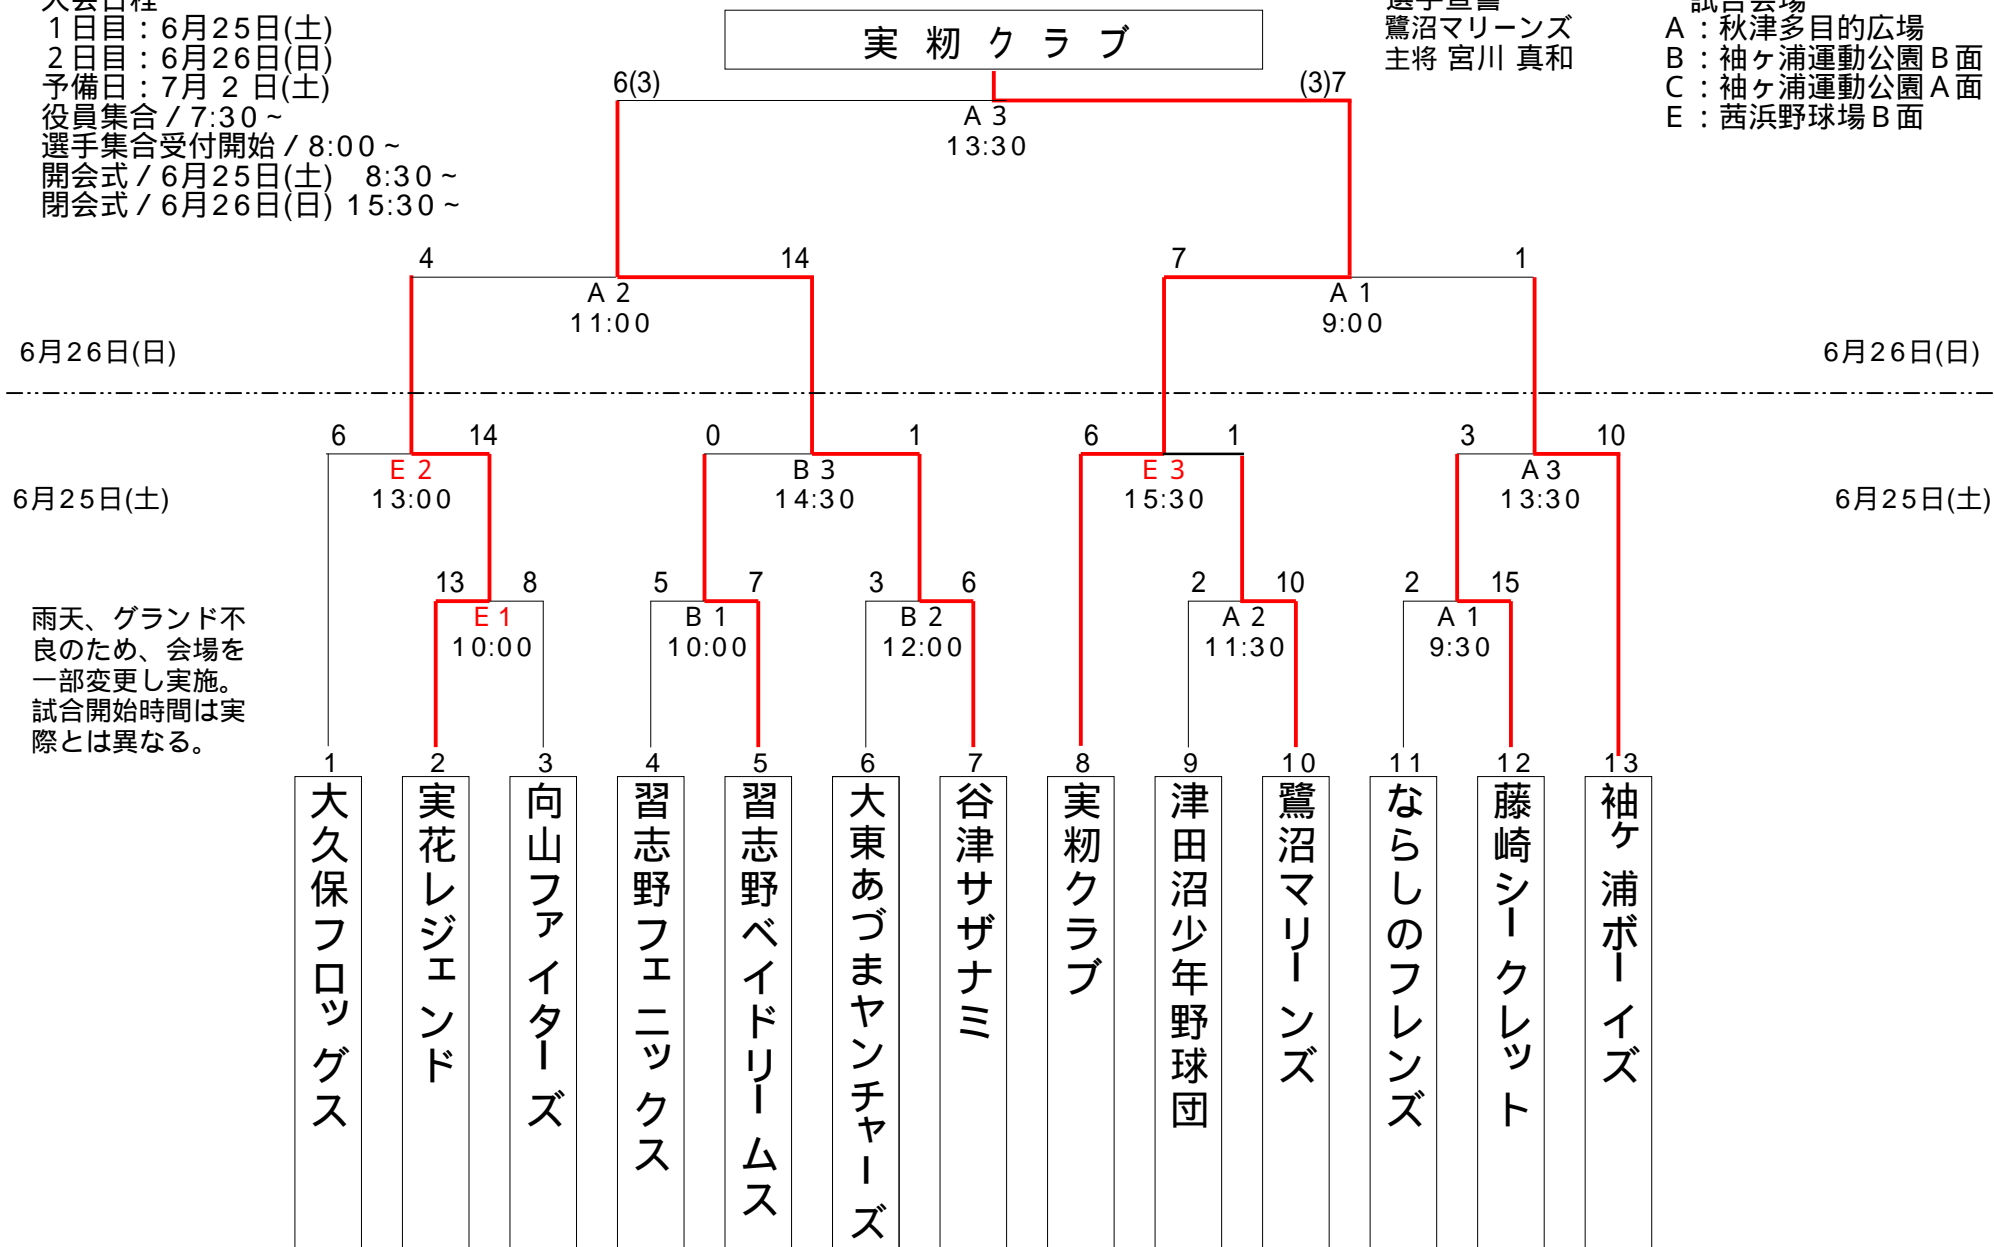 大会日程
1日目：6月25日(土)
2日目：6月26日(日)
予備日：7月 2 日(土)
役員集合 / 7:30 ~
選手集合受付開始 / 8:00 ~
開会式 / 6月25日(土) 8:30 ~
閉会式 / 6月26日(日) 15:30 ~
実 籾 ク ラ ブ
選手宣誓
鷺沼マリーンズ
主将 宮川 真和
試合会場
A ：秋津多目的広場
B ：袖ヶ浦運動公園B面
C ：袖ヶ浦運動公園A面
E ：茜浜野球場B面
6(3) (3)7
A 3
13:30
4 14 7 1
A 2 A 1
11:00 9:00
6月26日(日) 6月26日(日)
6 14 0 1 6 1 3 10
E 2 B 3 E 3 A 3
13:00 14:30 15:30 13:30
6月25日(土) 6月25日(土)
13 8 5 7 3 6 2 10 2 15
E 1 B 1 B 2 A 2 A 1
10:00 10:00 12:00 11:30 9:30
雨天、グランド不
良のため、会場を
一部変更し実施。
試合開始時間は実
際とは異なる。
1 2 3 4 5 6 7 8 9 10 11 12 13
大久保フロッグス
実花レジェンド
向山ファイターズ
習志野フェニックス
習志野ベイドリームス
大東あづまヤンチャーズ
谷津サザナミ
実籾クラブ
津田沼少年野球団
鷺沼マリーンズ
ならしのフレンズ
藤崎シークレット
袖ヶ浦ボーイズ